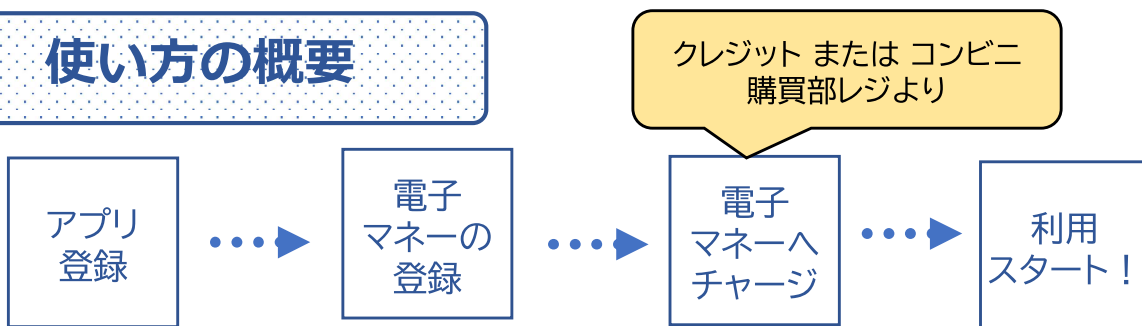 使い方の概要
クレジット または コンビニ
購買部レジより
アプリ
登録
電子
マネーの
登録
電子
マネーへ
チャージ
利用
スタート！